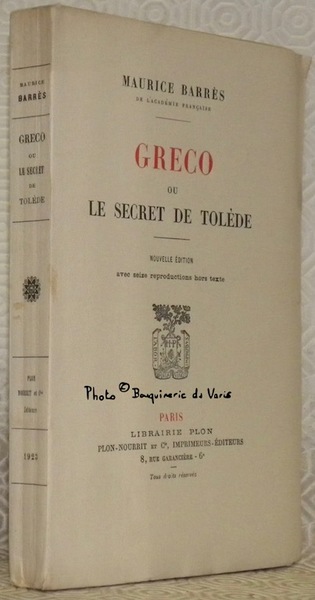 MAURICE
BARRÈS
GRECO
OU
LE SECRET
DE
TOLÈDE
PLON
NOURRIT et Cie
Éditeurs
1923
MAURICE BARRÈS
DE L'ACADÉMIE FRANÇAISE
GRECO
OU
LE SECRET DE TOLÈDE
NOUVELLE ÉDITION
avec seize reproductions hors texte
Photo © Bouquinerie du Varis
PARIS
LIBRAIRIE PLON
PLON-NOURRIT ET Cie, IMPRIMEURS-ÉDITEURS
8, RUE GARANCIÈRE - 6e
Tous droits réservés